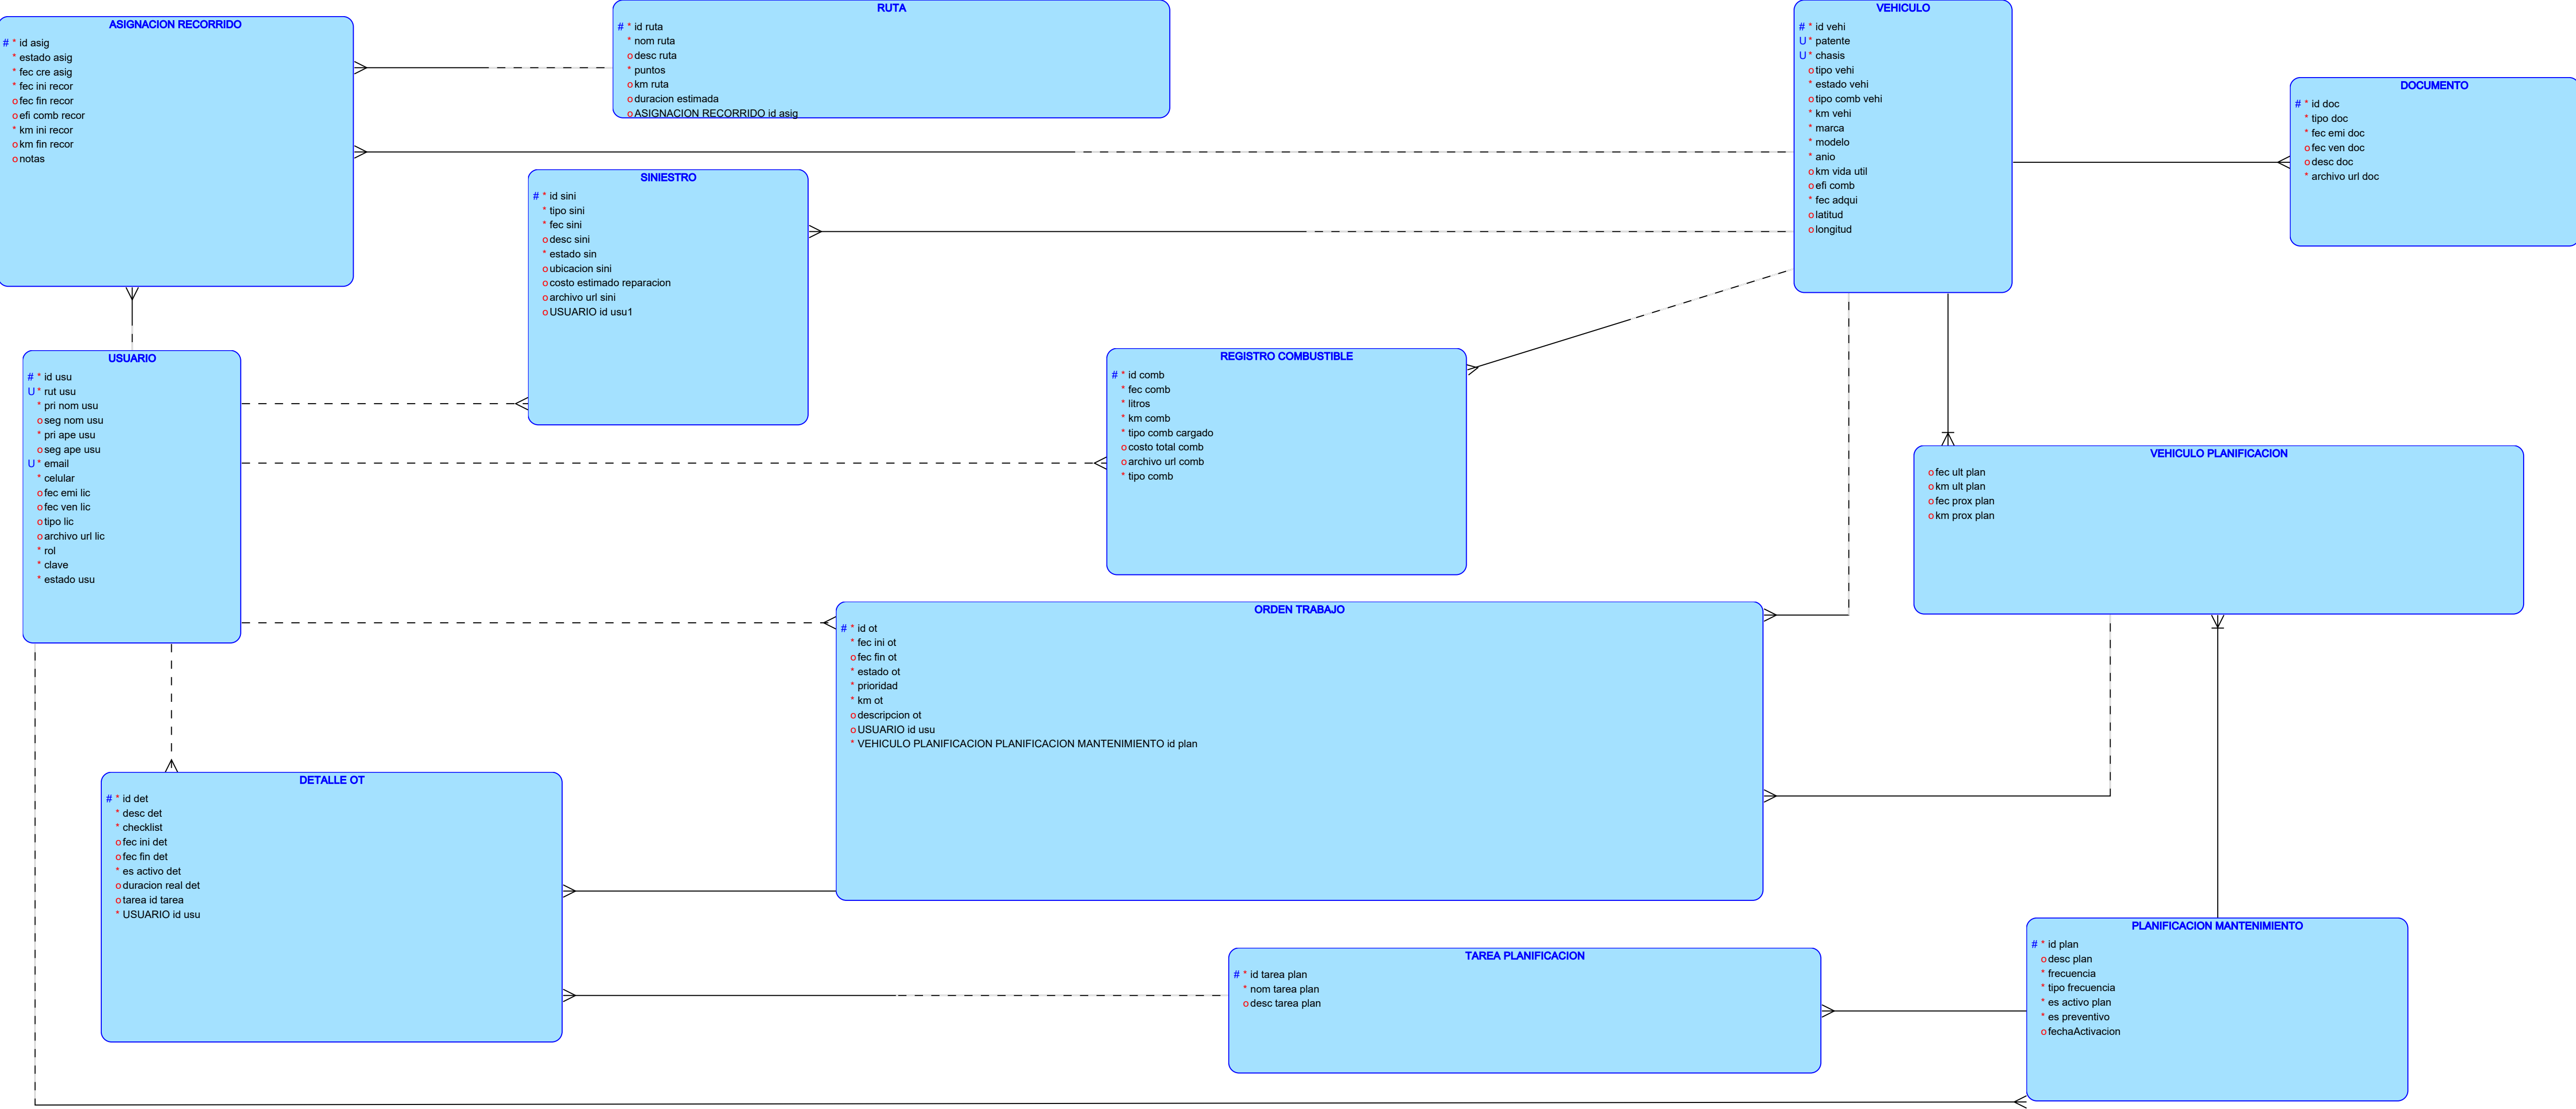 ASIGNACION RECORRIDO
# * id asig
* estado asig
* fec cre asig
* fec ini recor
o fec fin recor
o efi comb recor
* km ini recor
o km fin recor
o notas
RUTA
# * id ruta
* nom ruta
o desc ruta
* puntos
o km ruta
o duracion estimada
o ASIGNACION RECORRIDO id asig
VEHICULO
# * id vehi
U * patente
U * chasis
o tipo vehi
* estado vehi
o tipo comb vehi
* km vehi
* marca
* modelo
* anio
o km vida util
o efi comb
* fec adqui
o latitud
o longitud
DOCUMENTO
# * id doc
* tipo doc
* fec emi doc
o fec ven doc
o desc doc
* archivo url doc
SINIESTRO
# * id sini
* tipo sini
* fec sini
o desc sini
* estado sin
o ubicacion sini
o costo estimado reparacion
o archivo url sini
o USUARIO id usu1
USUARIO
# * id usu
U * rut usu
* pri nom usu
o seg nom usu
* pri ape usu
o seg ape usu
U * email
* celular
o fec emi lic
o fec ven lic
o tipo lic
o archivo url lic
* rol
* clave
* estado usu
REGISTRO COMBUSTIBLE
# * id comb
* fec comb
* litros
* km comb
* tipo comb cargado
o costo total comb
o archivo url comb
* tipo comb
VEHICULO PLANIFICACION
o fec ult plan
o km ult plan
o fec prox plan
o km prox plan
ORDEN TRABAJO
# * id ot
* fec ini ot
o fec fin ot
* estado ot
* prioridad
* km ot
o descripcion ot
o USUARIO id usu
* VEHICULO PLANIFICACION PLANIFICACION MANTENIMIENTO id plan
DETALLE OT
# * id det
* desc det
* checklist
o fec ini det
o fec fin det
* es activo det
o duracion real det
o tarea id tarea
* USUARIO id usu
TAREA PLANIFICACION
# * id tarea plan
* nom tarea plan
o desc tarea plan
PLANIFICACION MANTENIMIENTO
# * id plan
o desc plan
* frecuencia
* tipo frecuencia
* es activo plan
* es preventivo
o fechaActivacion